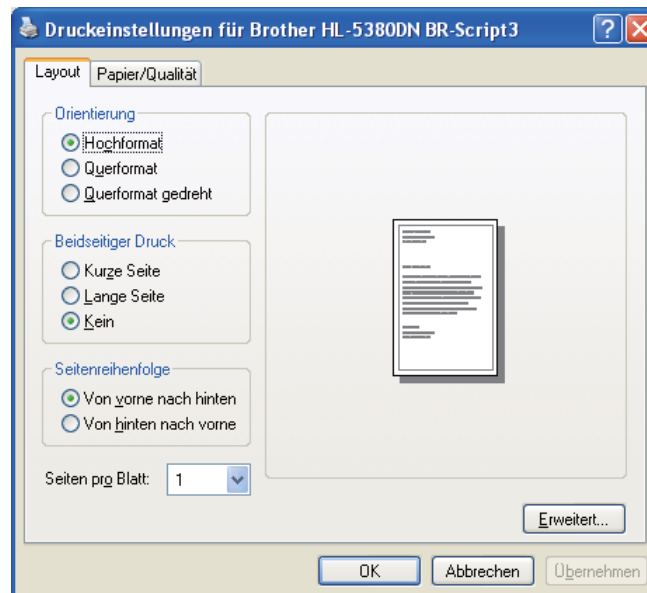 Druckeinstellungen für Brother HL-5380DN BR-Script3
Layout
Papier/Qualität
Orientierung
Hochformat
Querformat
Querformat gedreht
Beidseitiger Druck
Kurze Seite
Lange Seite
Kein
Seitenreihenfolge
Von vorne nach hinten
Von hinten nach vorne
Seiten pro Blatt: 1
Erweitert...
OK
Abbrechen
Übernehmen